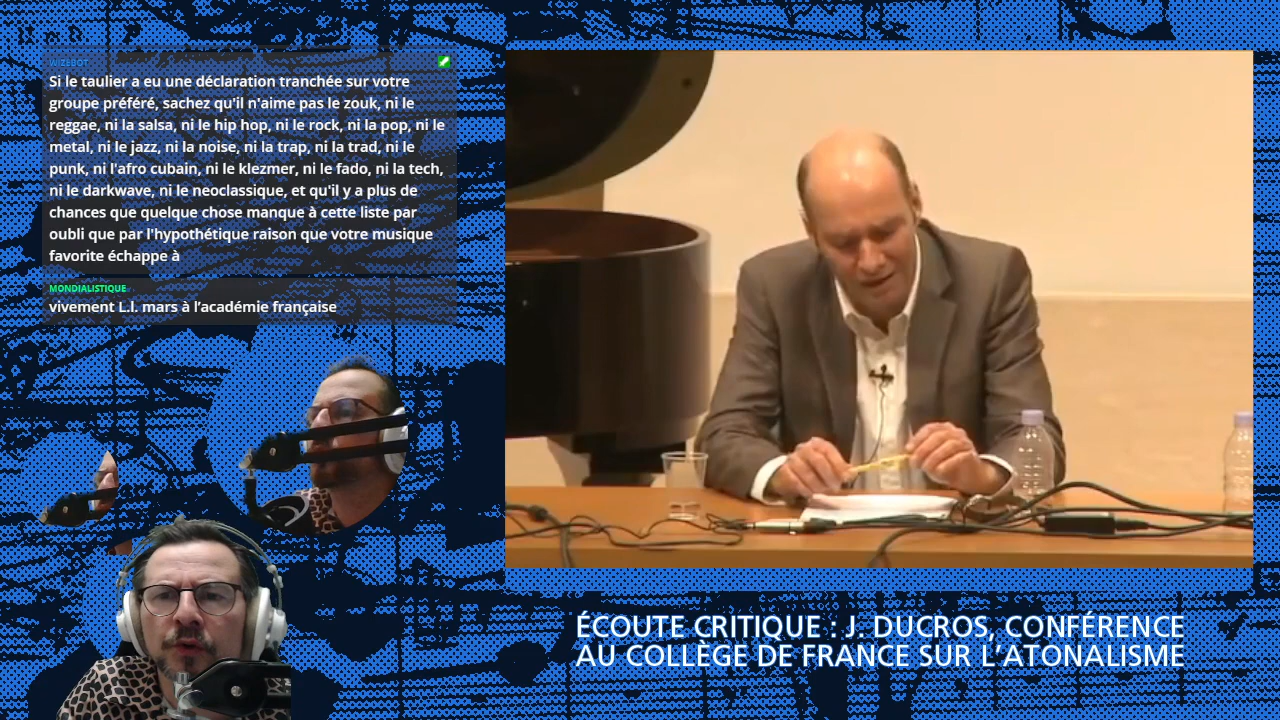 WIZEBOT
Si le taulier a eu une déclaration tranchée sur votre
groupe préféré, sachez qu'il n'aime pas le zouk, ni le
reggae, ni la salsa, ni le hip hop, ni le rock, ni la pop, ni le
metal, ni le jazz, ni la noise, ni la trap, ni la trad, ni le
punk, ni l'afro cubain, ni le klezmer, ni le fado, ni la tech,
ni le darkwave, ni le neoclassique, et qu'il y a plus de
chances que quelque chose manque à cette liste par
oubli que par l'hypothétique raison que votre musique
favorite échappe à
MONDIALISTIQUE
vivement L.l. mars à l’académie française
ÉCOUTE CRITIQUE : J. DUCROS, CONFÉRENCE
AU COLLÈGE DE FRANCE SUR L’ATONALISME